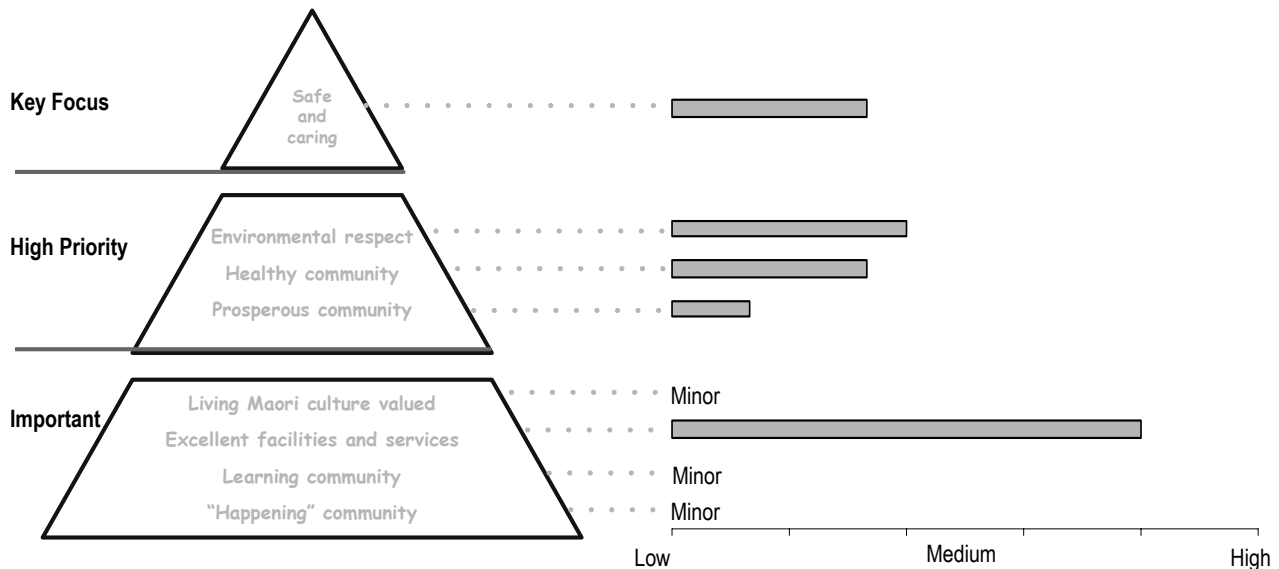 Key Focus
Safe
and
caring
High Priority
Environmental respect
Healthy community
Prosperous community
Important
Living Maori culture valued
Minor
Excellent facilities and services
Learning community
Minor
“Happening” community
Minor
Low
Medium
High